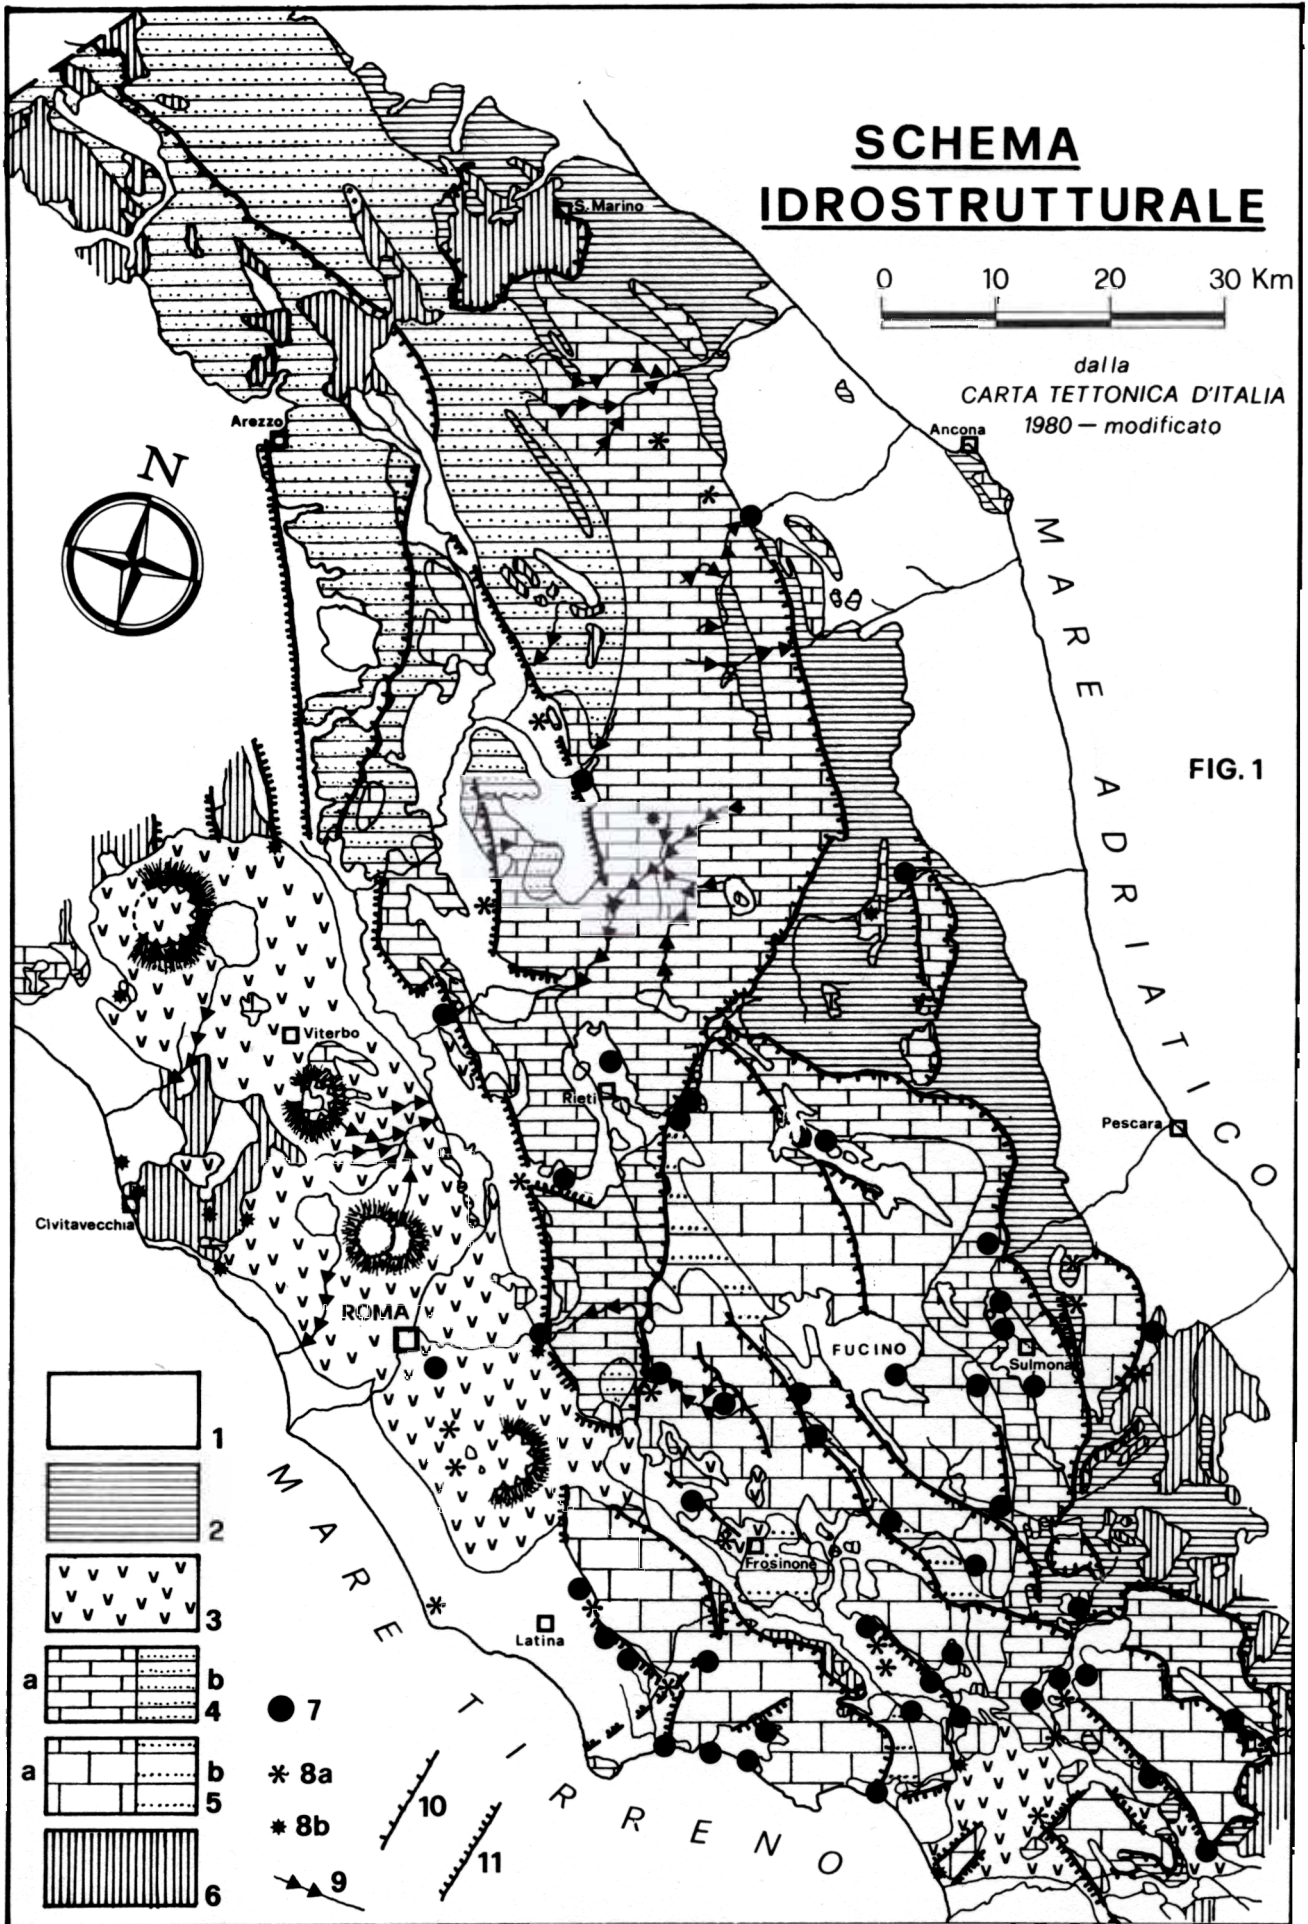 SCHEMA
IDROSTRUTTURALE
0 10 20 30 Km
dalla
CARTA TETTONICA D'ITALIA
1980 — modificato
S. Marino
Arezzo
Ancona
N
MARE ADRIATICO
FIG. 1
Viterbo
Rieti
Pescara
Civitavecchia
ROMA
FUCINO
Sulmona
Frosinone
Latina
MARE TIRRENO
1
2
3
a b
4
a b
5
6
7
8a
8b
9
10
11